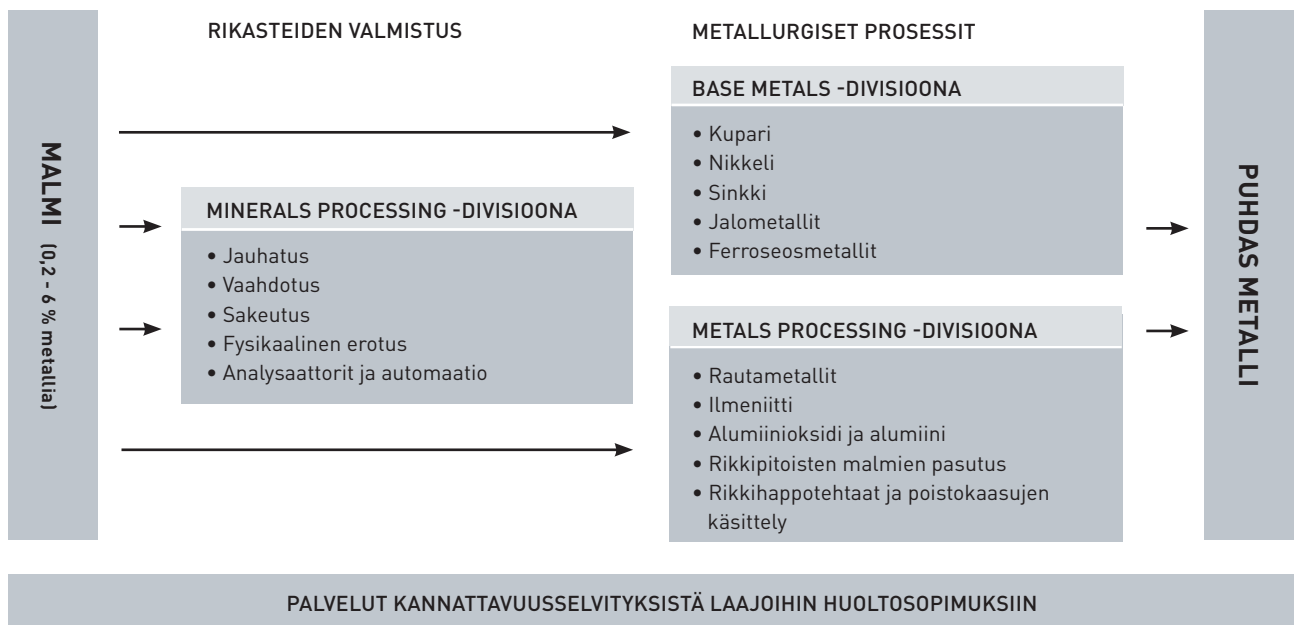 RIKASTEIDEN VALMISTUS
METALLURGISET PROSESSIT
MALMI (0,2 - 6 % metallia)
MINERALS PROCESSING -DIVISIOONA
• Jauhatus
• Vaahdotus
• Sakeutus
• Fysikaalinen erotus
• Analysaattorit ja automaatio
BASE METALS -DIVISIOONA
• Kupari
• Nikkeli
• Sinkki
• Jalometallit
• Ferroseosmetallit
METALS PROCESSING -DIVISIOONA
• Rautametallit
• Ilmeniitti
• Alumiinioksidi ja alumiini
• Rikkipitoisten malmien pasutus
• Rikkihappotehtaat ja poistokaasujen
käsittely
PUHDAS METALLI
PALVELUT KANNATTAVUUSSELVITYKSISTÄ LAAJOIHIN HUOLTOSOPIMUKSIIN